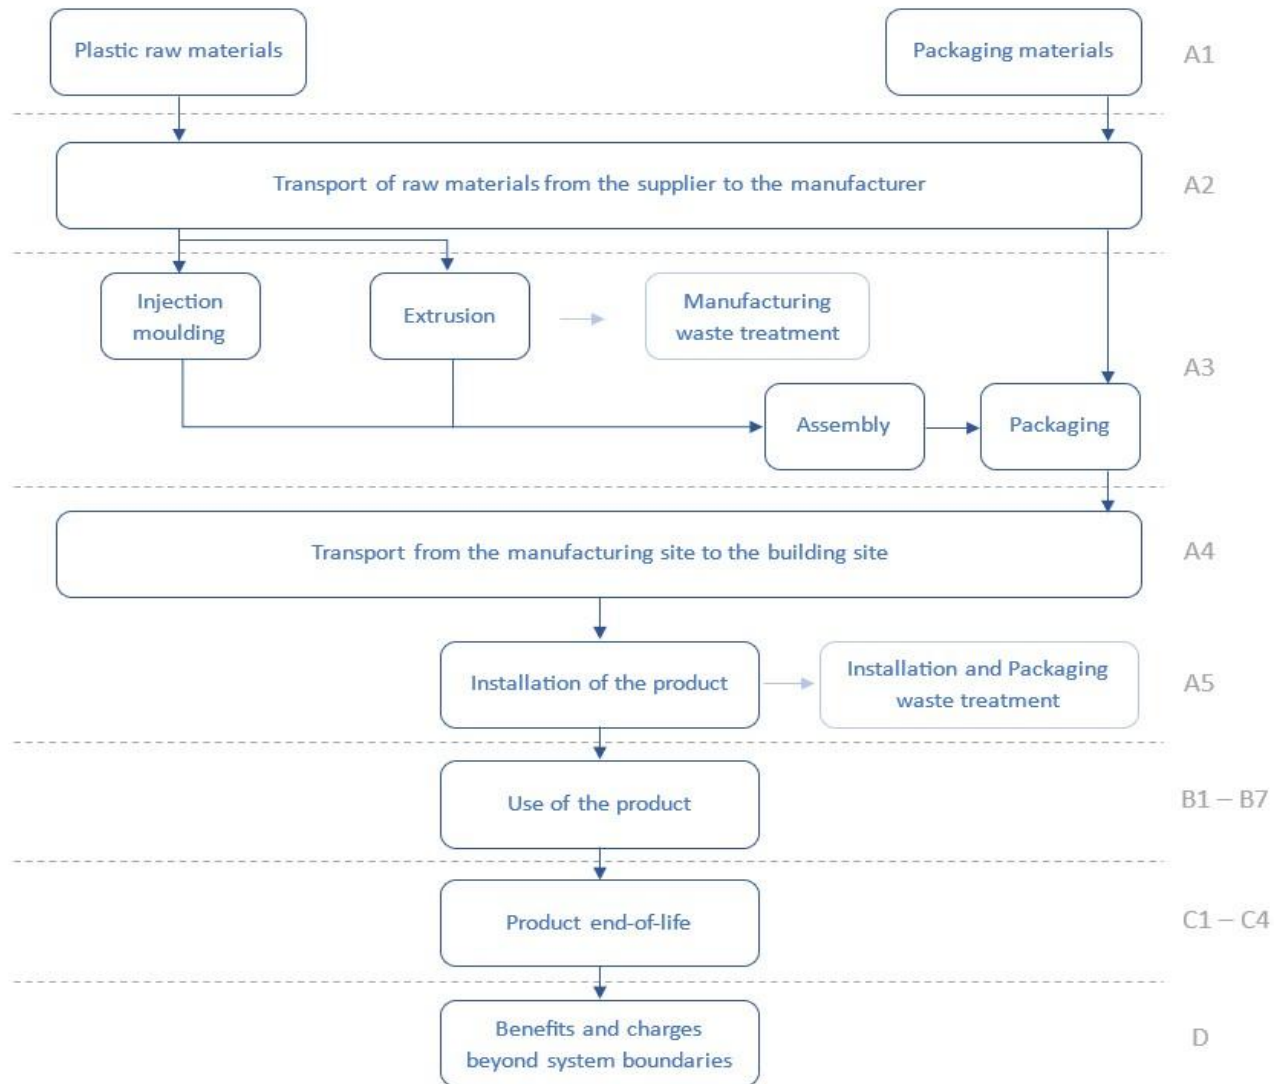 Plastic raw materials
Packaging materials
A1
Transport of raw materials from the supplier to the manufacturer
A2
Injection
moulding
Extrusion
Manufacturing
waste treatment
A3
Assembly
Packaging
Transport from the manufacturing site to the building site
A4
Installation of the product
Installation and Packaging
waste treatment
A5
Use of the product
B1 – B7
Product end-of-life
C1 – C4
Benefits and charges
beyond system boundaries
D